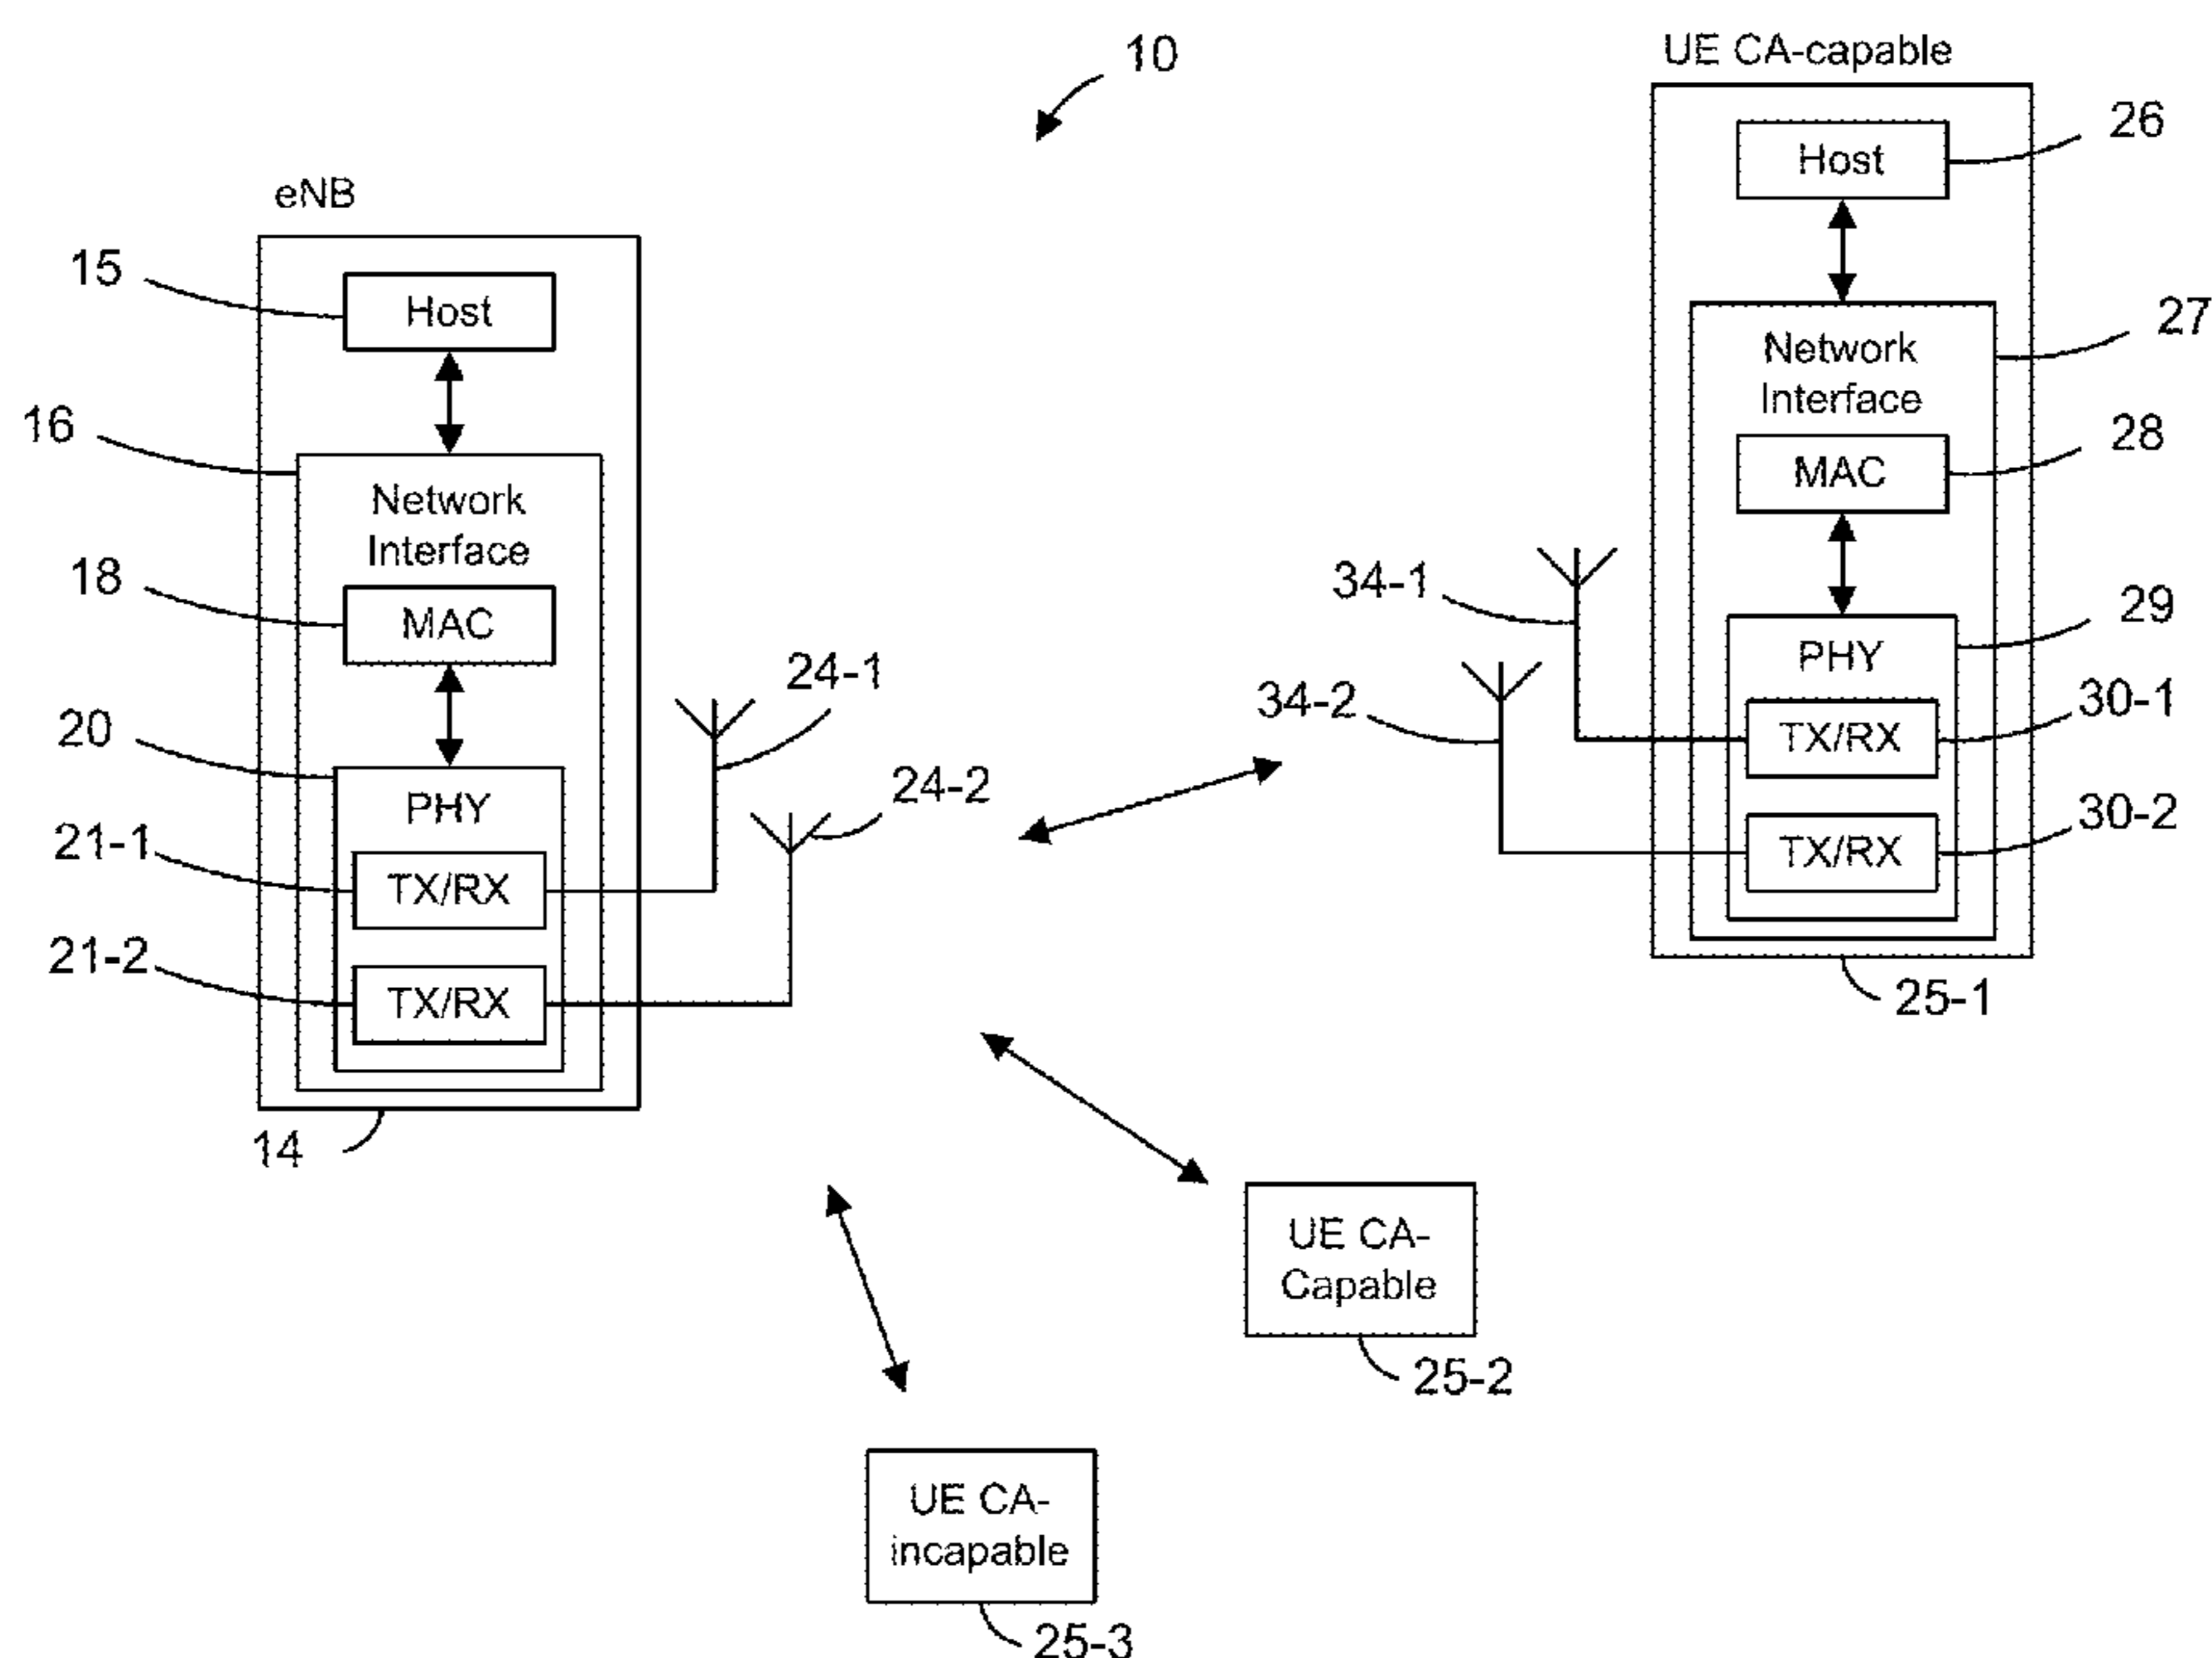 10
eNB
15
Host
16
Network
Interface
18
MAC
20
PHY
21-1
TX/RX
21-2
TX/RX
14
24-1
24-2
UE CA-capable
26
Host
27
Network
Interface
28
MAC
29
PHY
34-1
34-2
30-1
TX/RX
30-2
TX/RX
25-1
UE CA-
Capable
25-2
UE CA-
incapable
25-3